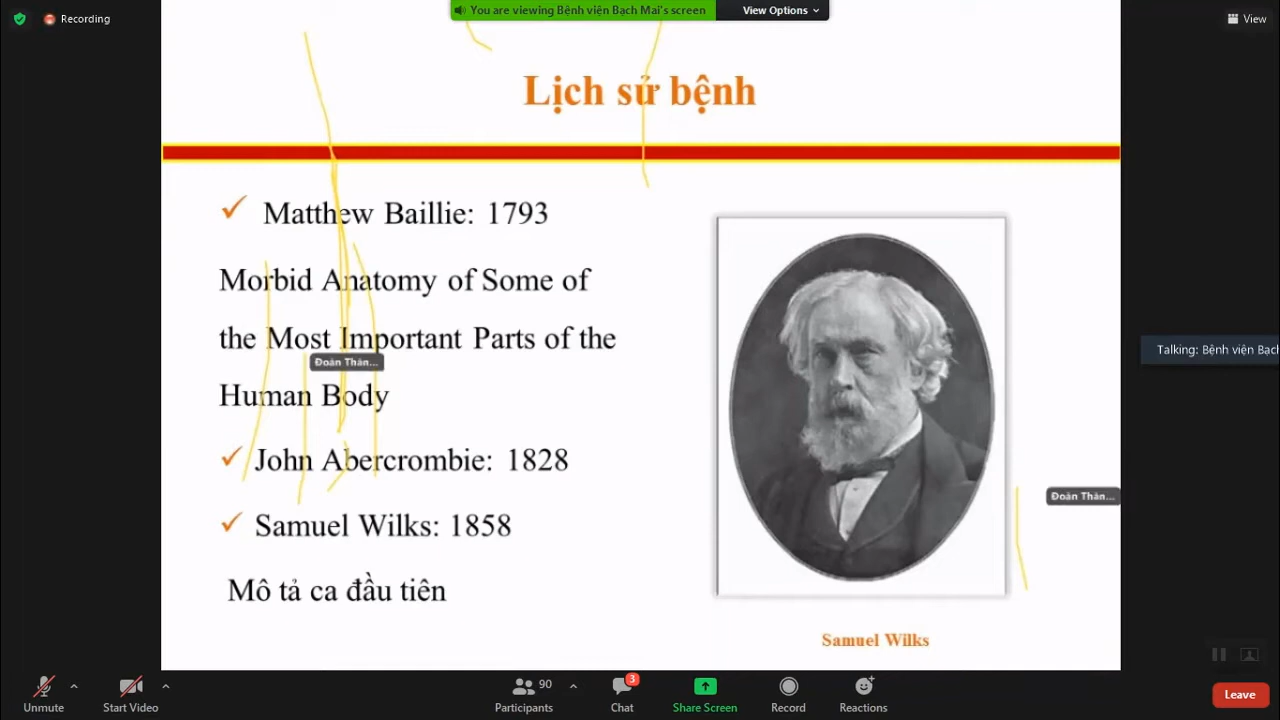 Recording
You are viewing Bệnh viện Bạch Mai's screen
View Options
View
Lịch sử bệnh
Matthew Baillie: 1793
Morbid Anatomy of Some of
the Most Important Parts of the
Đoàn Thàn...
Human Body
John Abercrombie: 1828
Samuel Wilks: 1858
Mô tả ca đầu tiên
Samuel Wilks
Talking: Bệnh viện Bạch
Đoàn Thàn...
Unmute
Start Video
Participants 90
Chat 3
Share Screen
Record
Reactions
Leave